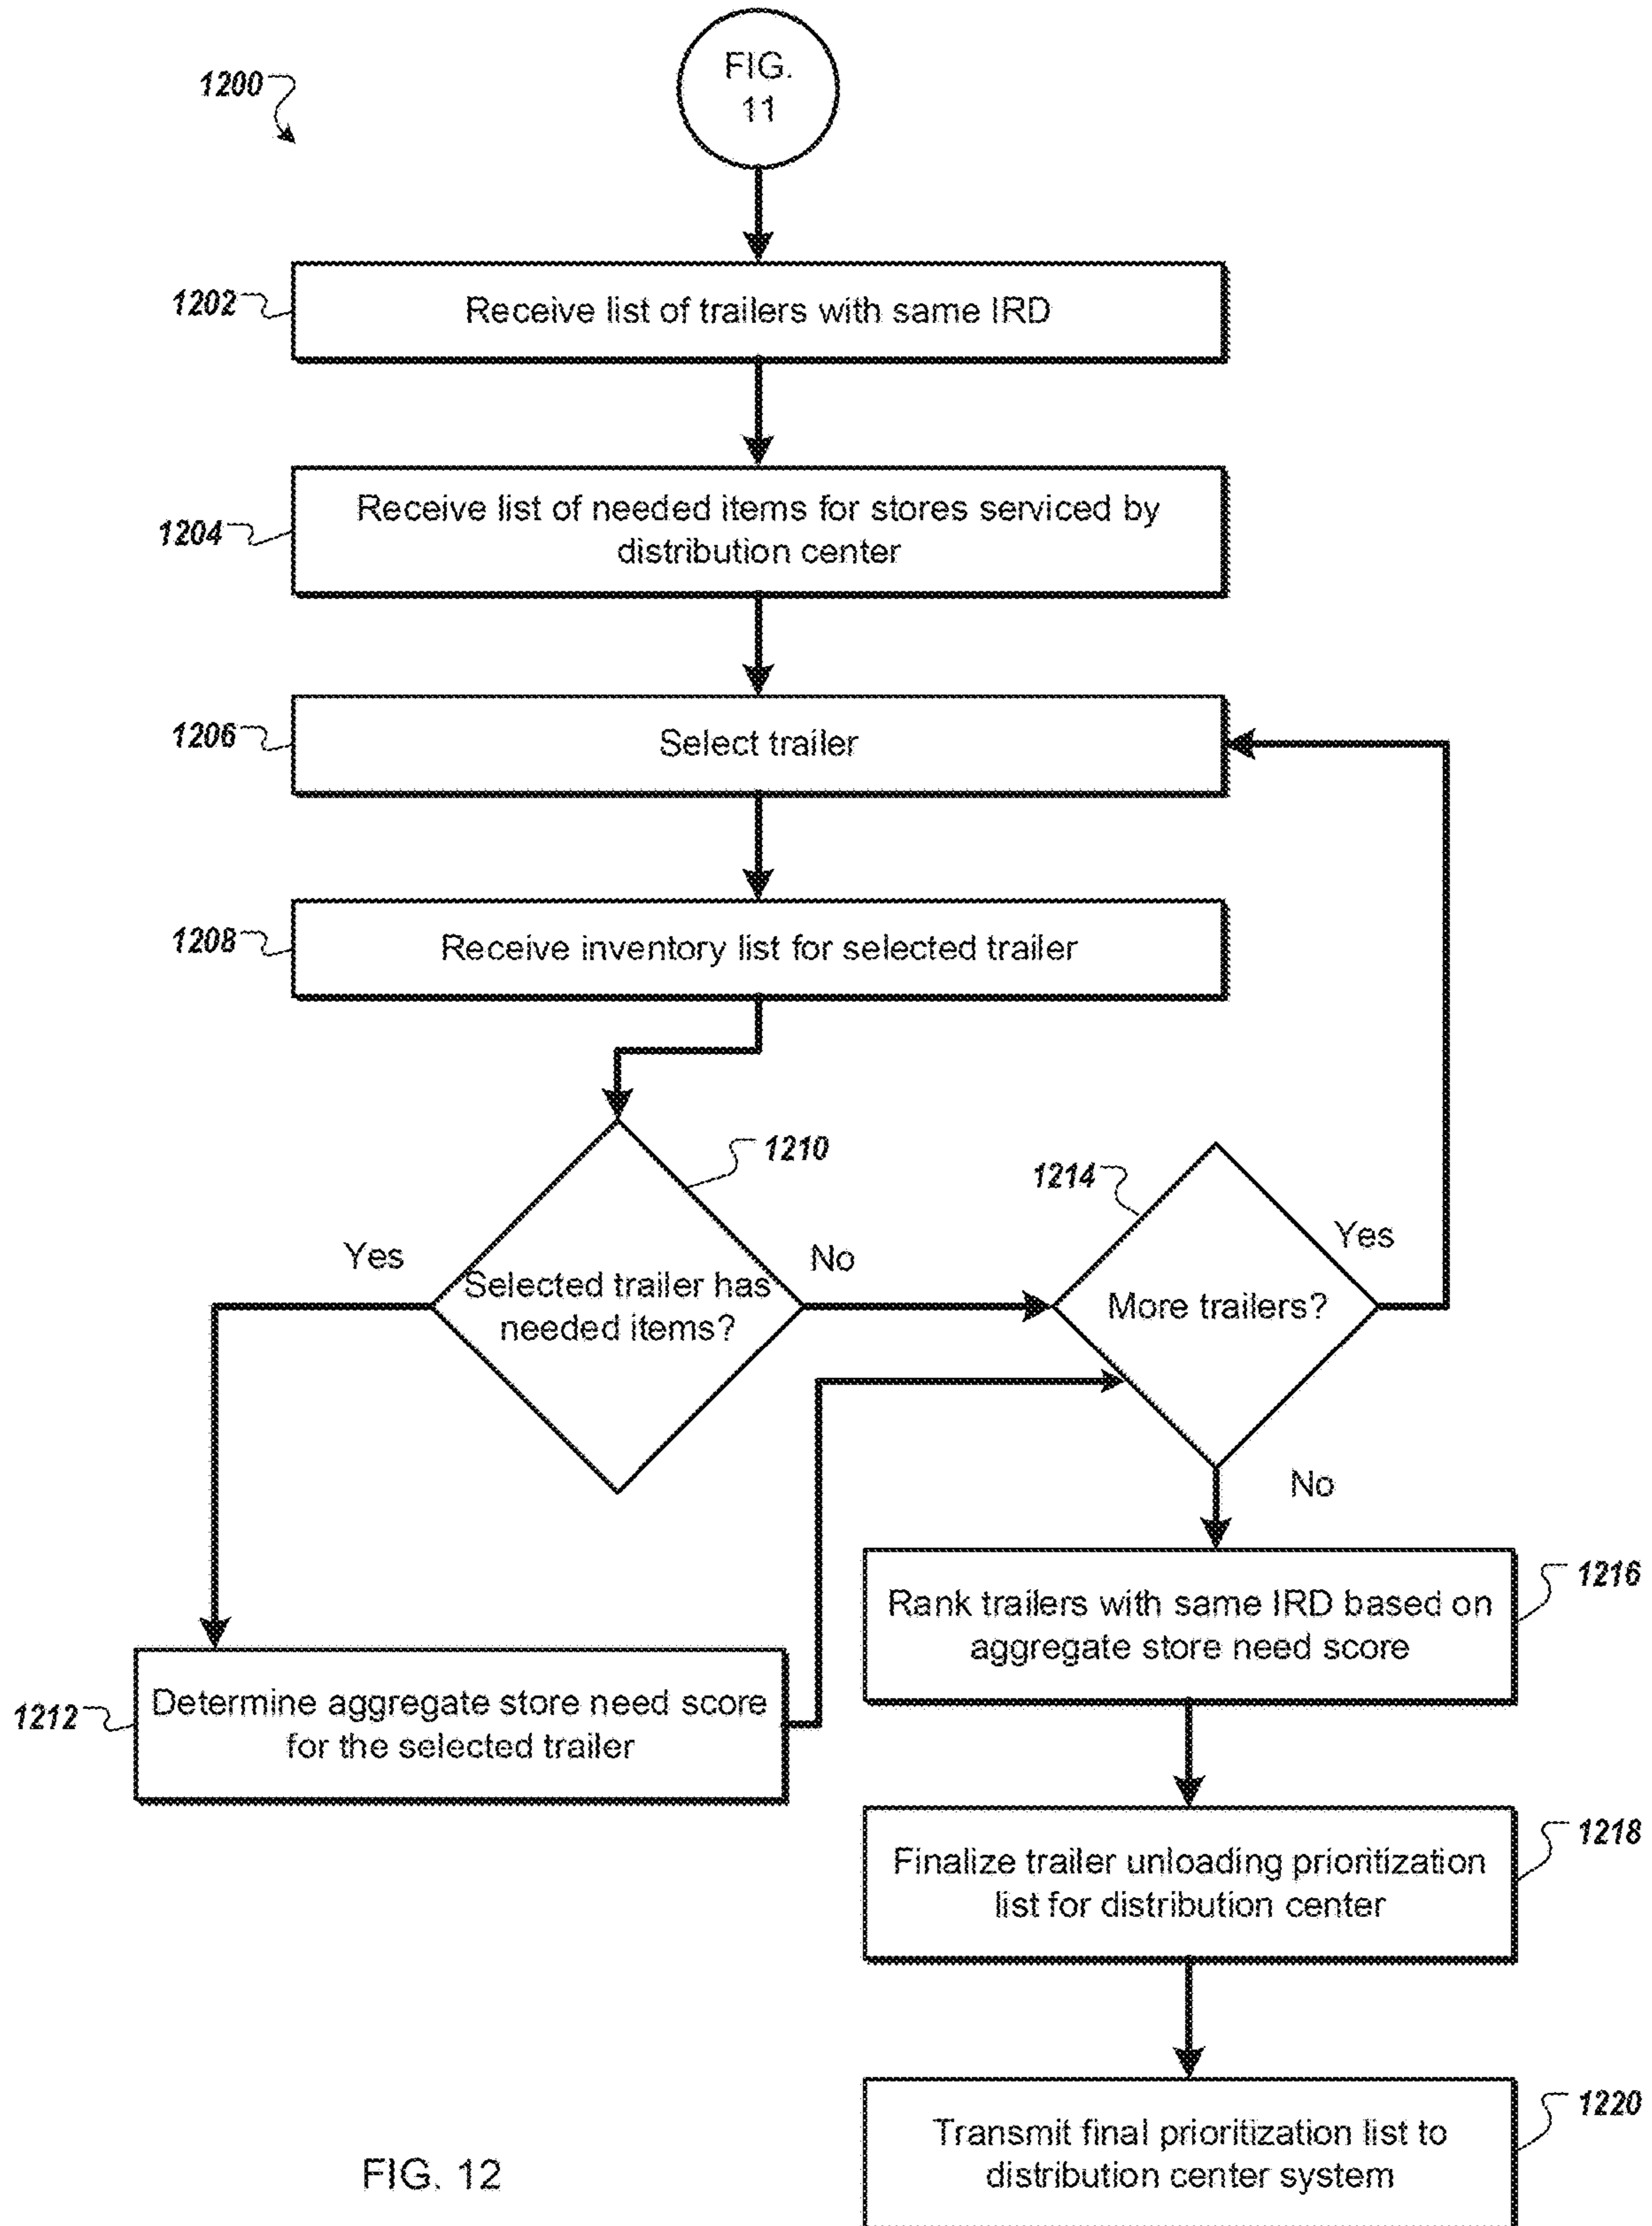 1200
FIG.
11
1202
Receive list of trailers with same IRD
1204
Receive list of needed items for stores serviced by
distribution center
1206
Select trailer
1208
Receive inventory list for selected trailer
1210
1214
Yes
No
Yes
Selected trailer has
needed items?
More trailers?
No
1216
Rank trailers with same IRD based on
aggregate store need score
1212
Determine aggregate store need score
for the selected trailer
1218
Finalize trailer unloading prioritization
list for distribution center
1220
Transmit final prioritization list to
distribution center system
FIG. 12